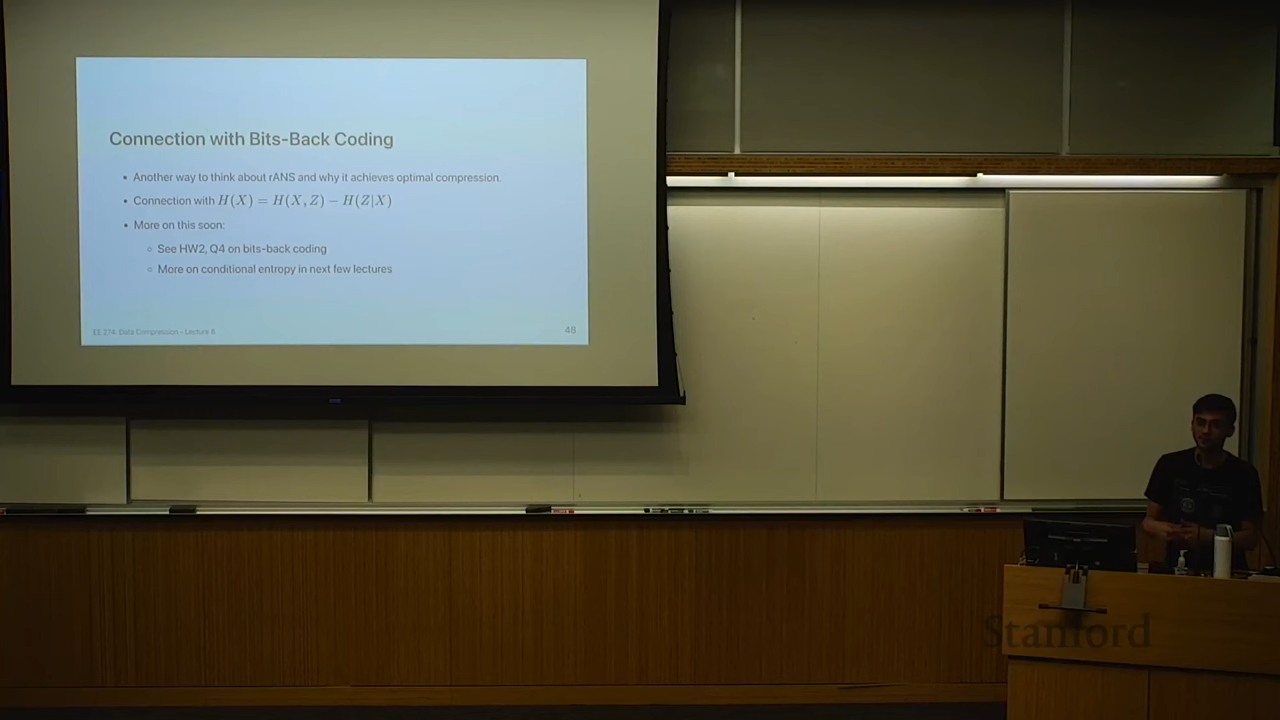 Connection with Bits-Back Coding
• Another way to think about rANS and why it achieves optimal compression.
• Connection with H(X) = H(X, Z) − H(Z|X)
• More on this soon:
◦ See HW2, Q4 on bits-back coding
◦ More on conditional entropy in next few lectures
EE 274: Data Compression - Lecture 6
48
Stanford